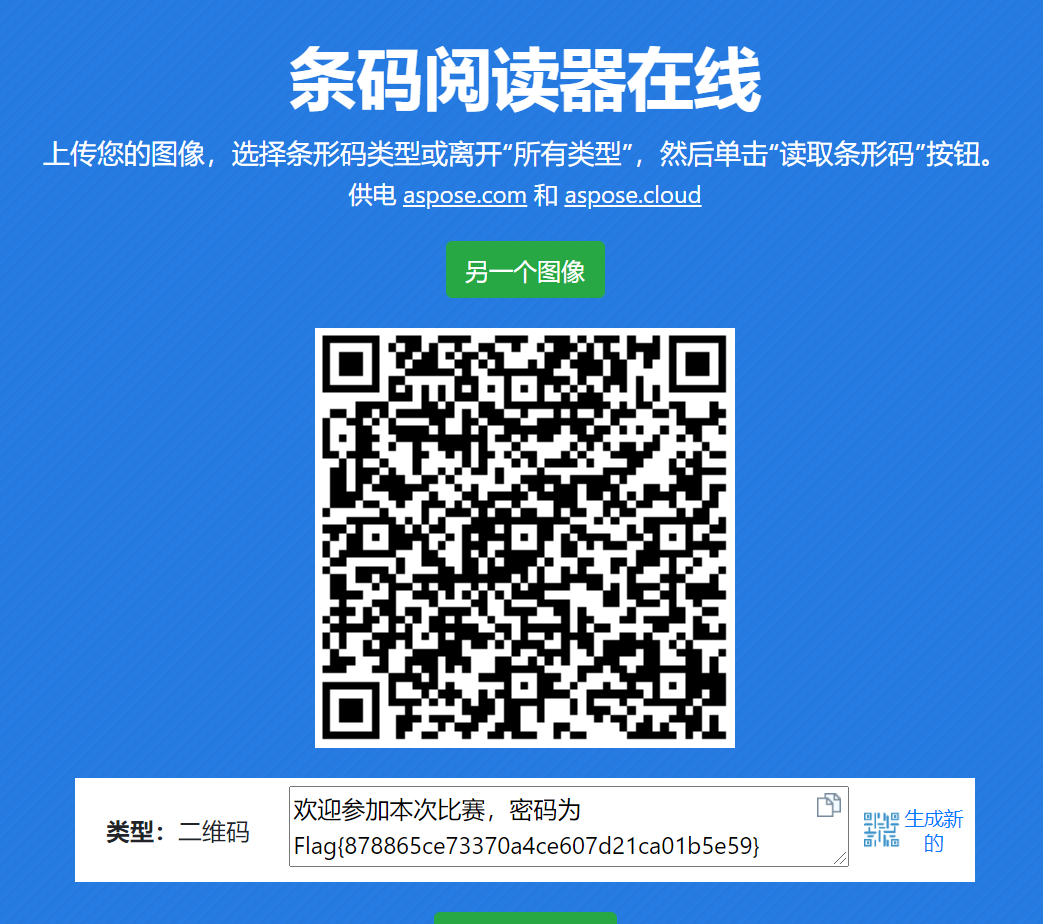 条码阅读器在线
上传您的图像，选择条形码类型或离开“所有类型”，然后单击“读取条形码”按钮。
供电 aspose.com 和 aspose.cloud
另一个图像
类型：二维码
欢迎参加本次比赛，密码为
Flag{878865ce73370a4ce607d21ca01b5e59}
生成新
的